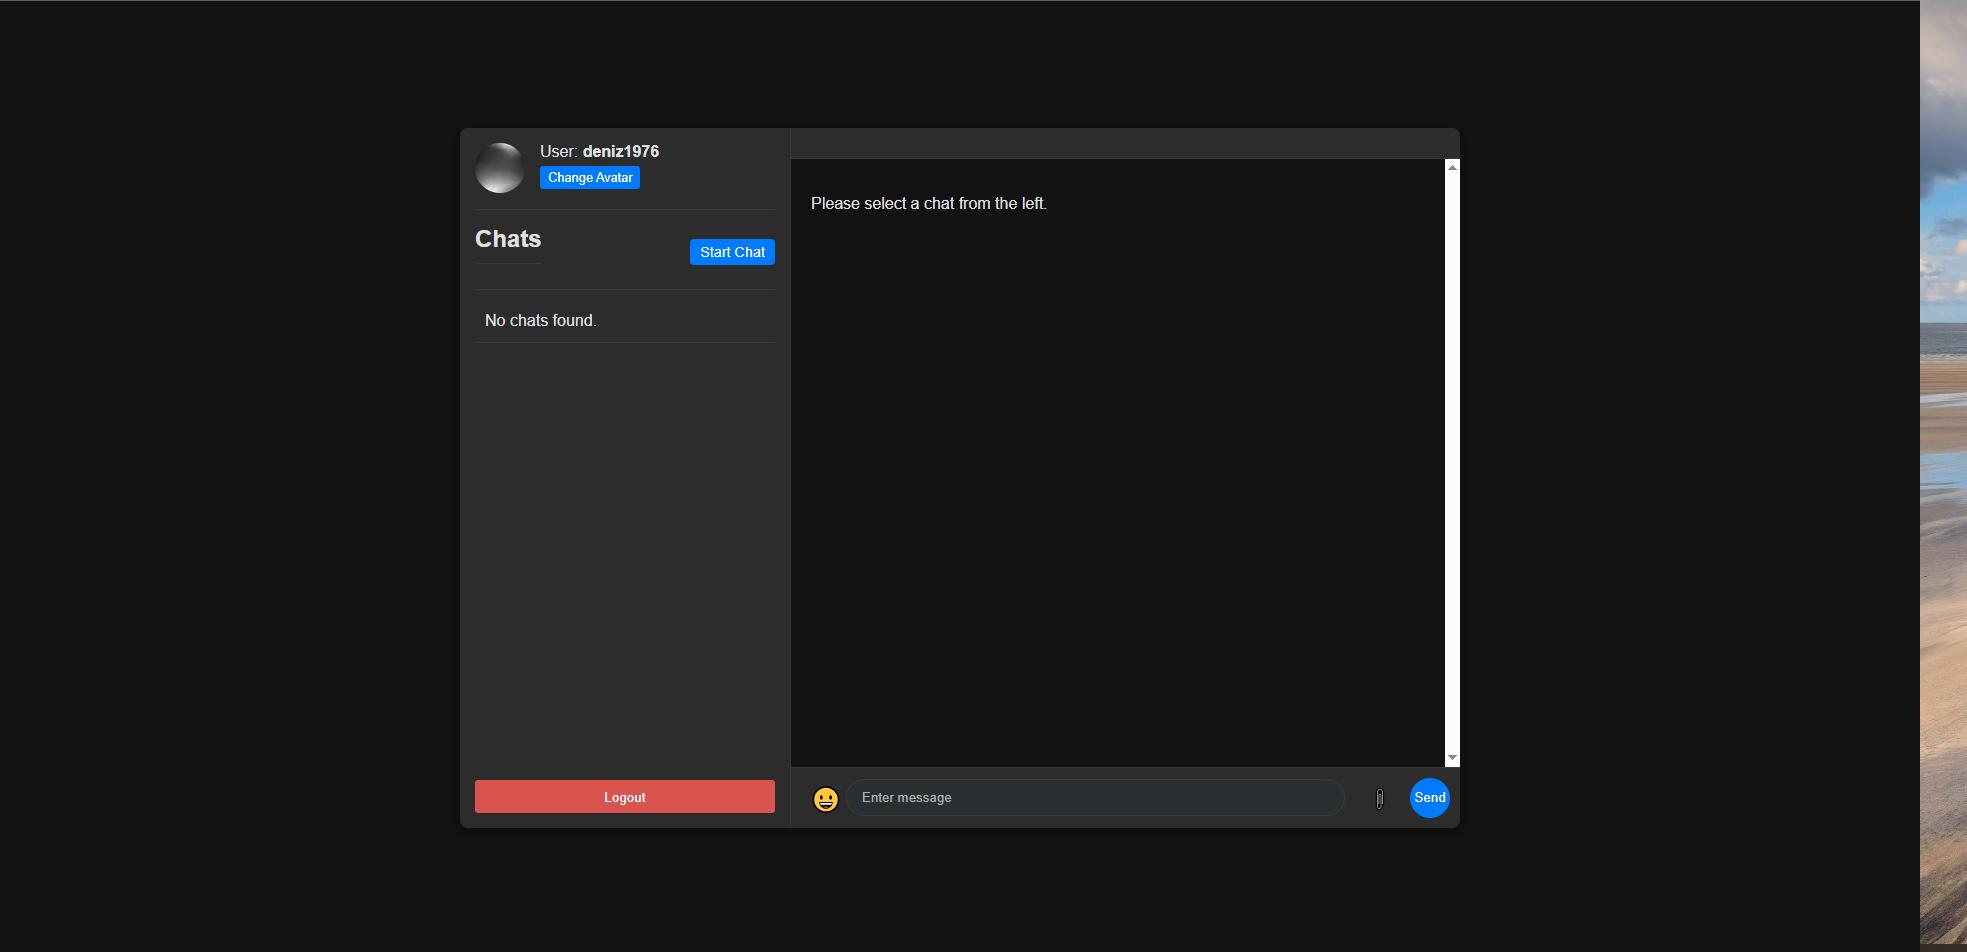 User: deniz1976
Change Avatar
Chats
Start Chat
No chats found.
Logout
Please select a chat from the left.
Enter message
Send